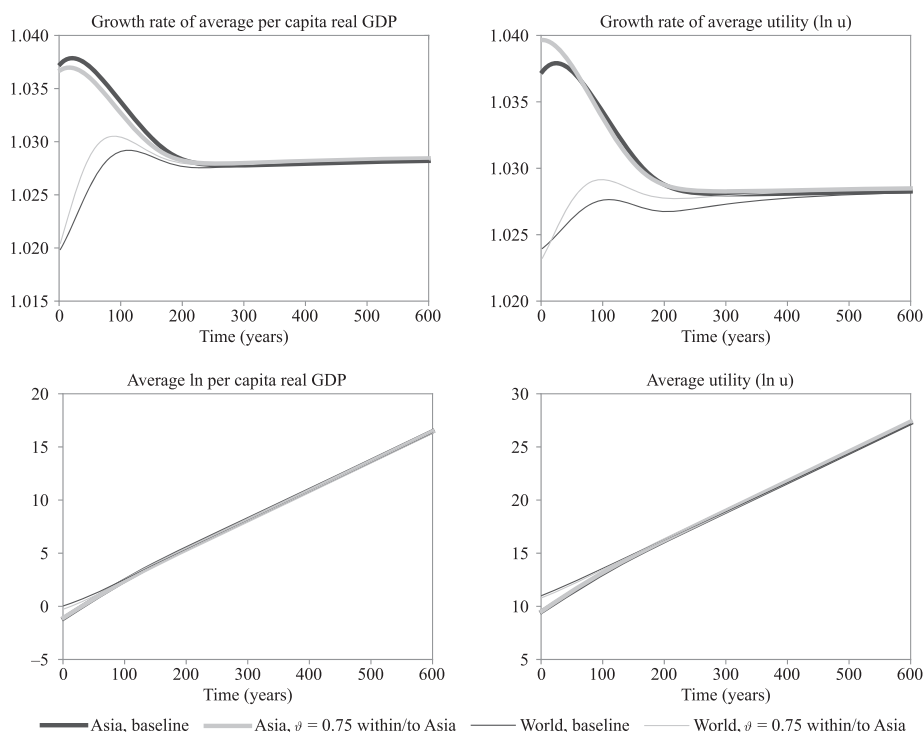 Growth rate of average per capita real GDP
1.040
1.035
1.030
1.025
1.020
1.015
0 100 200 300 400 500 600
Time (years)
Growth rate of average utility (ln u)
1.040
1.035
1.030
1.025
1.020
0 100 200 300 400 500 600
Time (years)
Average ln per capita real GDP
20
15
10
5
0
–5
0 100 200 300 400 500 600
Time (years)
Average utility (ln u)
30
25
20
15
10
5
0 100 200 300 400 500 600
Time (years)
Asia, baseline Asia, ϑ = 0.75 within/to Asia World, baseline World, ϑ = 0.75 within/to Asia